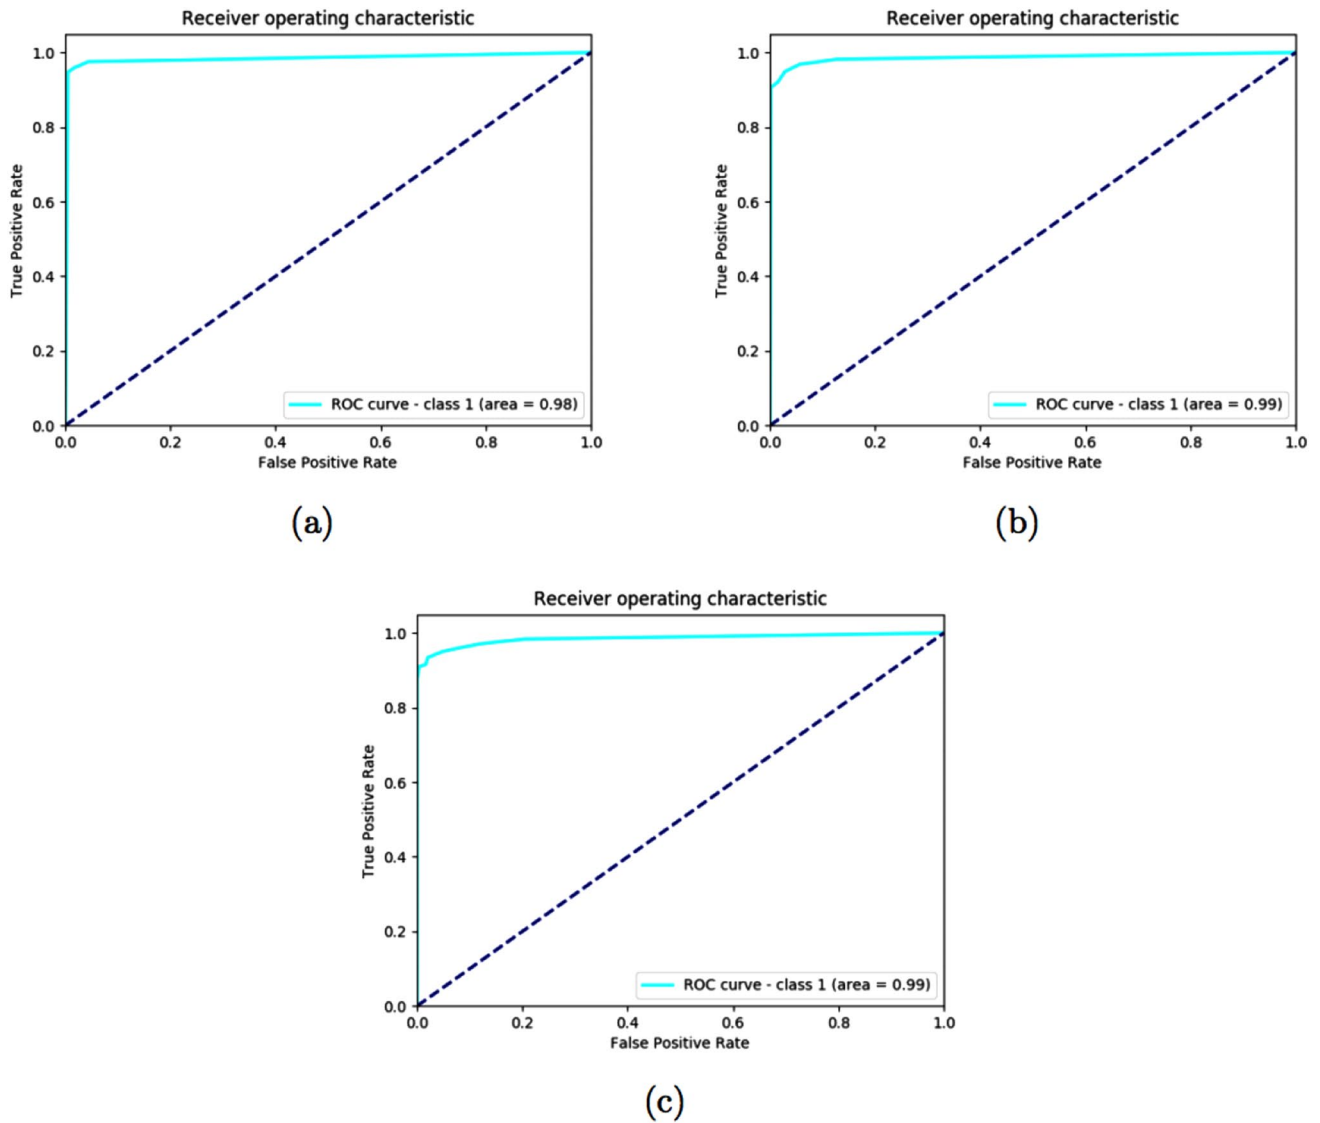 Receiver operating characteristic
1.0
0.8
0.6
0.4
0.2
0.0
True Positive Rate
ROC curve - class 1 (area = 0.98)
0.0 0.2 0.4 0.6 0.8 1.0
False Positive Rate
(a)
Receiver operating characteristic
1.0
0.8
0.6
0.4
0.2
0.0
True Positive Rate
ROC curve - class 1 (area = 0.99)
0.0 0.2 0.4 0.6 0.8 1.0
False Positive Rate
(b)
Receiver operating characteristic
1.0
0.8
0.6
0.4
0.2
0.0
True Positive Rate
ROC curve - class 1 (area = 0.99)
0.0 0.2 0.4 0.6 0.8 1.0
False Positive Rate
(c)